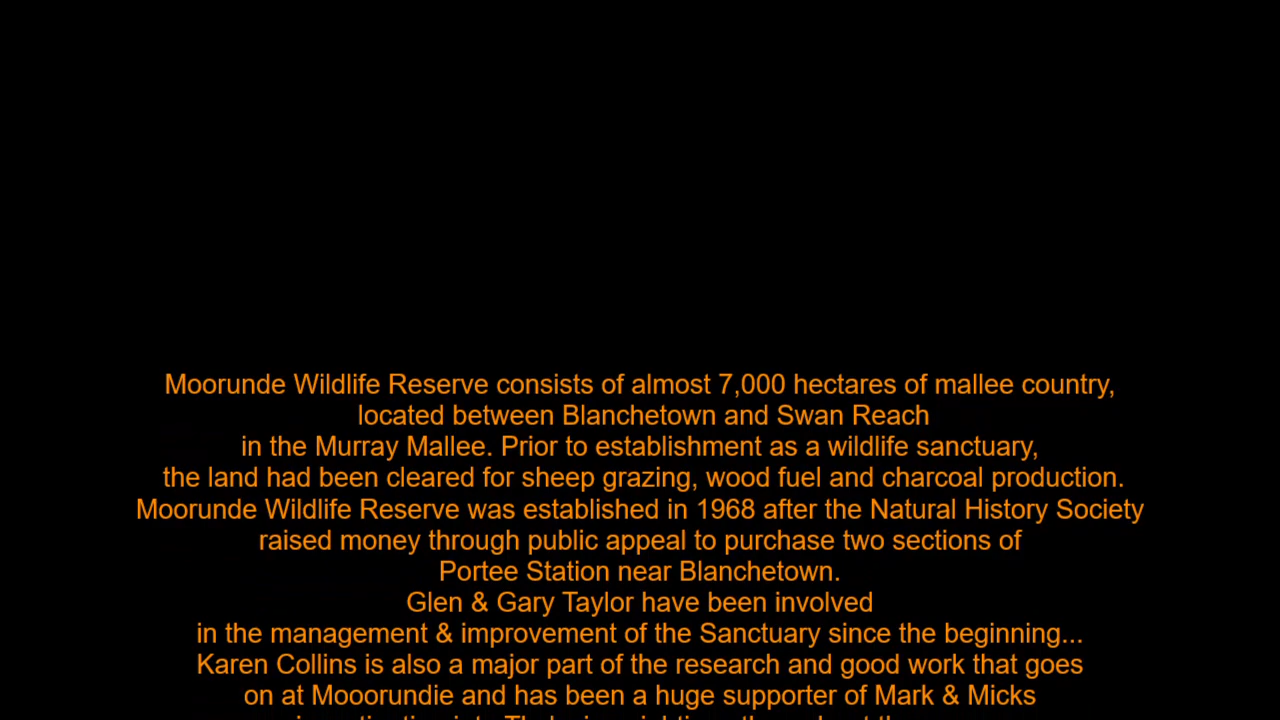 Moorunde Wildlife Reserve consists of almost 7,000 hectares of mallee country,
located between Blanchetown and Swan Reach
in the Murray Mallee. Prior to establishment as a wildlife sanctuary,
the land had been cleared for sheep grazing, wood fuel and charcoal production.
Moorunde Wildlife Reserve was established in 1968 after the Natural History Society
raised money through public appeal to purchase two sections of
Portee Station near Blanchetown.
Glen & Gary Taylor have been involved
in the management & improvement of the Sanctuary since the beginning...
Karen Collins is also a major part of the research and good work that goes
on at Mooorundie and has been a huge supporter of Mark & Micks